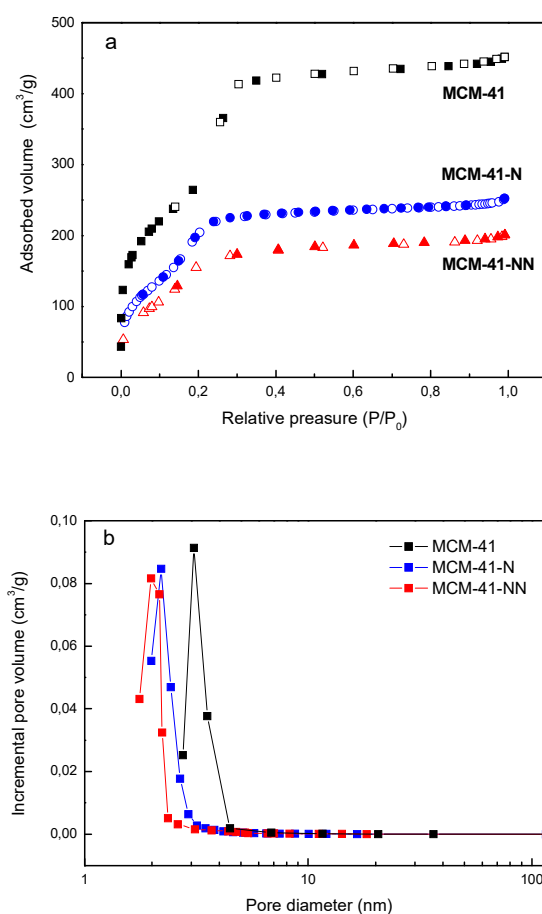 a
500
400
300
200
100
0
Adsorbed volume (cm³/g)
MCM-41
MCM-41-N
MCM-41-NN
0,0 0,2 0,4 0,6 0,8 1,0
Relative preasure (P/P₀)
b
0,10
0,08
0,06
0,04
0,02
0,00
Incremental pore volume (cm³/g)
MCM-41
MCM-41-N
MCM-41-NN
1 10 100
Pore diameter (nm)